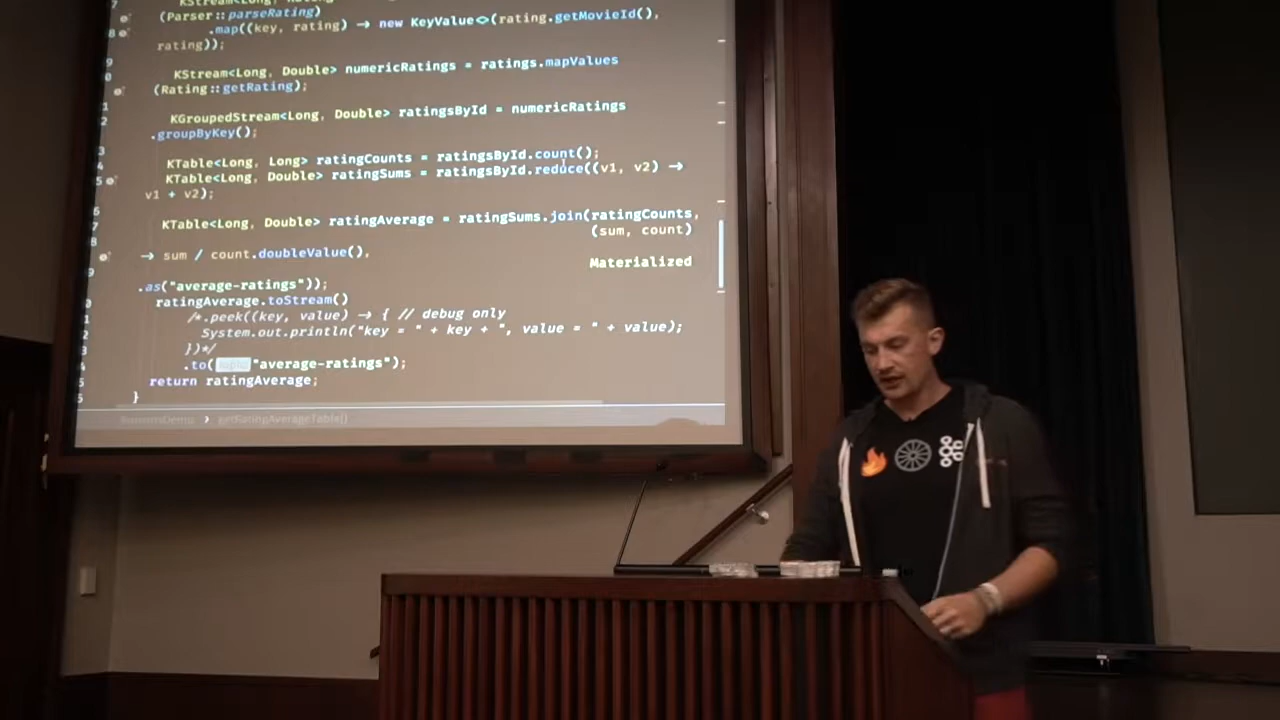 (Parser::parseRating)
.map((key, rating) → new KeyValue<>(rating.getMovieId(),
rating));
KStream<Long, Double> numericRatings = ratings.mapValues
(Rating::getRating);
KGroupedStream<Long, Double> ratingsById = numericRatings
.groupByKey();
KTable<Long, Long> ratingCounts = ratingsById.count();
KTable<Long, Double> ratingSums = ratingsById.reduce((v1, v2) →
v1 + v2);
KTable<Long, Double> ratingAverage = ratingSums.join(ratingCounts,
(sum, count)
→ sum / count.doubleValue(),
Materialized
.as("average-ratings"));
ratingAverage.toStream()
/*.peek((key, value) → { // debug only
System.out.println("key = " + key + ", value = " + value);
})*/
.to( "average-ratings");
return ratingAverage;
}
getRatingAverageTable()